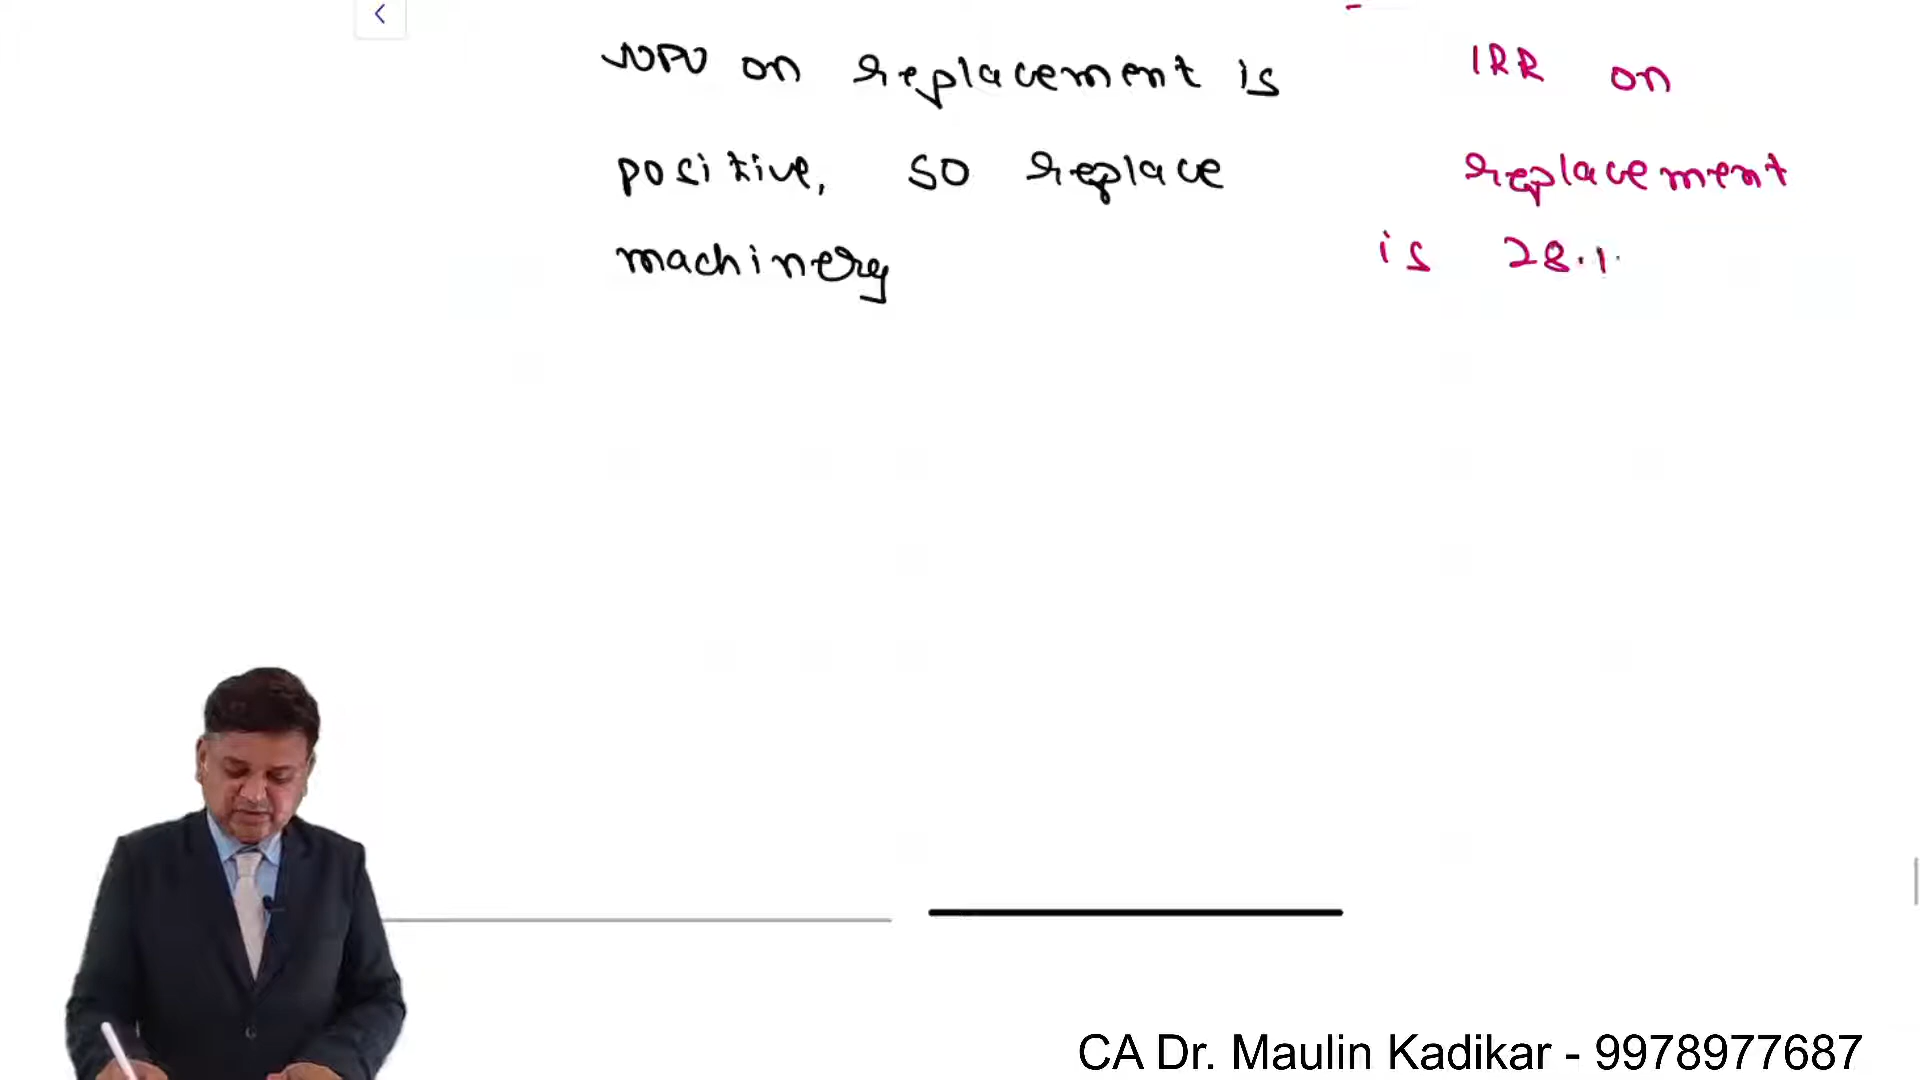 NPV on replacement is
positive, so replace
machinery
IRR on
replacement
is 28.1.
CA Dr. Maulin Kadikar - 9978977687